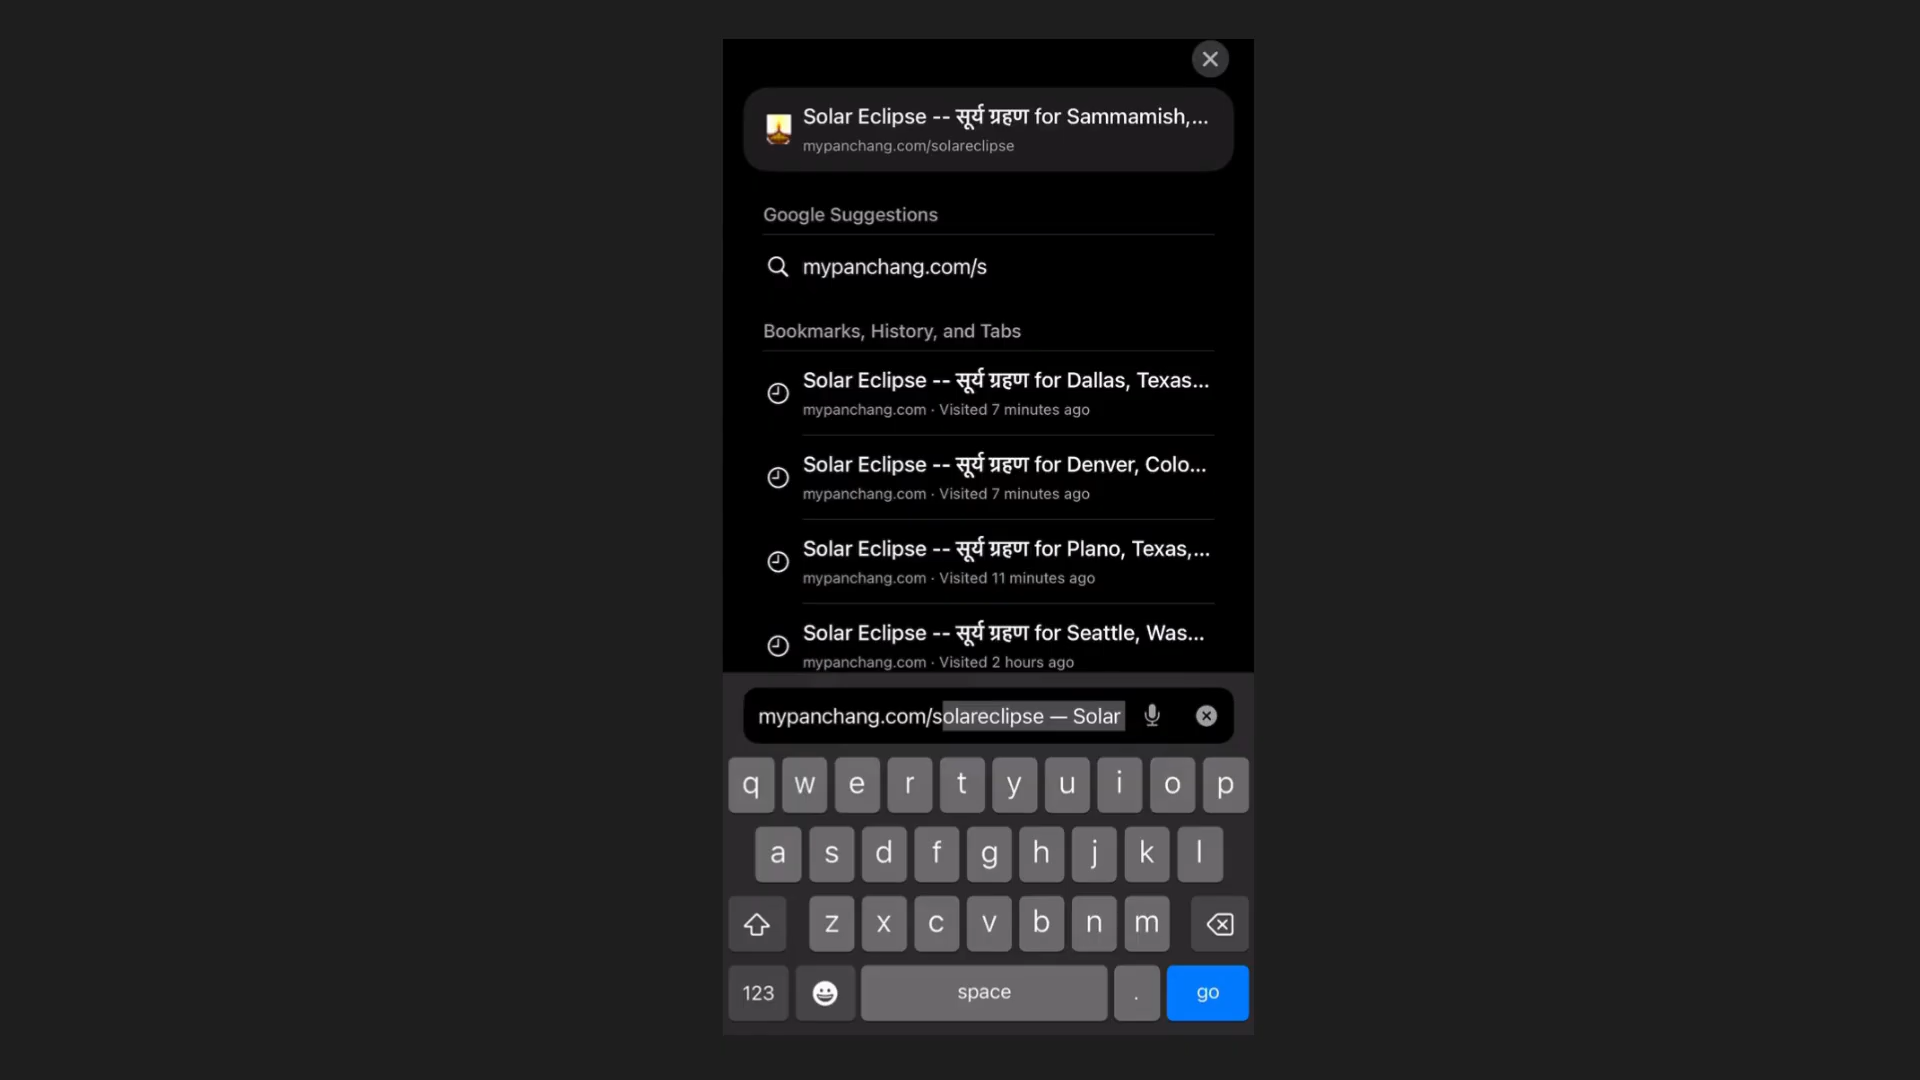 Solar Eclipse -- सूर्य ग्रहण for Sammamish,...
mypanchang.com/solareclipse
Google Suggestions
mypanchang.com/s
Bookmarks, History, and Tabs
Solar Eclipse -- सूर्य ग्रहण for Dallas, Texas...
mypanchang.com · Visited 7 minutes ago
Solar Eclipse -- सूर्य ग्रहण for Denver, Colo...
mypanchang.com · Visited 7 minutes ago
Solar Eclipse -- सूर्य ग्रहण for Plano, Texas,...
mypanchang.com · Visited 11 minutes ago
Solar Eclipse -- सूर्य ग्रहण for Seattle, Was...
mypanchang.com · Visited 2 hours ago
mypanchang.com/solareclipse — Solar
q w e r t y u i o p
a s d f g h j k l
z x c v b n m
123 space . go